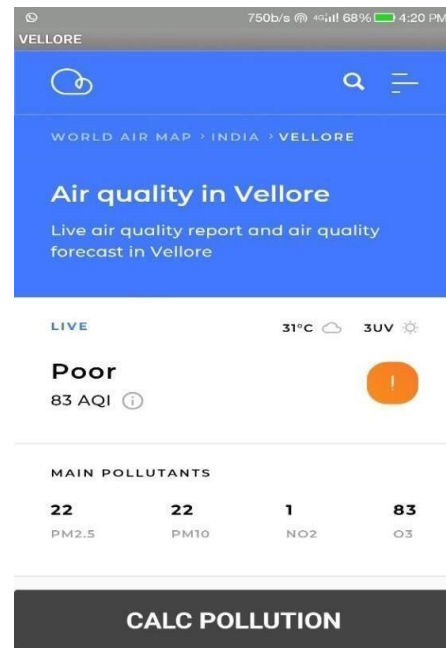 750b/s 4G 68% 4:20 PM
VELLORE
WORLD AIR MAP > INDIA > VELLORE
Air quality in Vellore
Live air quality report and air quality
forecast in Vellore
LIVE 31°C 3UV
Poor !
83 AQI i
MAIN POLLUTANTS
22 22 1 83
PM2.5 PM10 NO2 O3
CALC POLLUTION